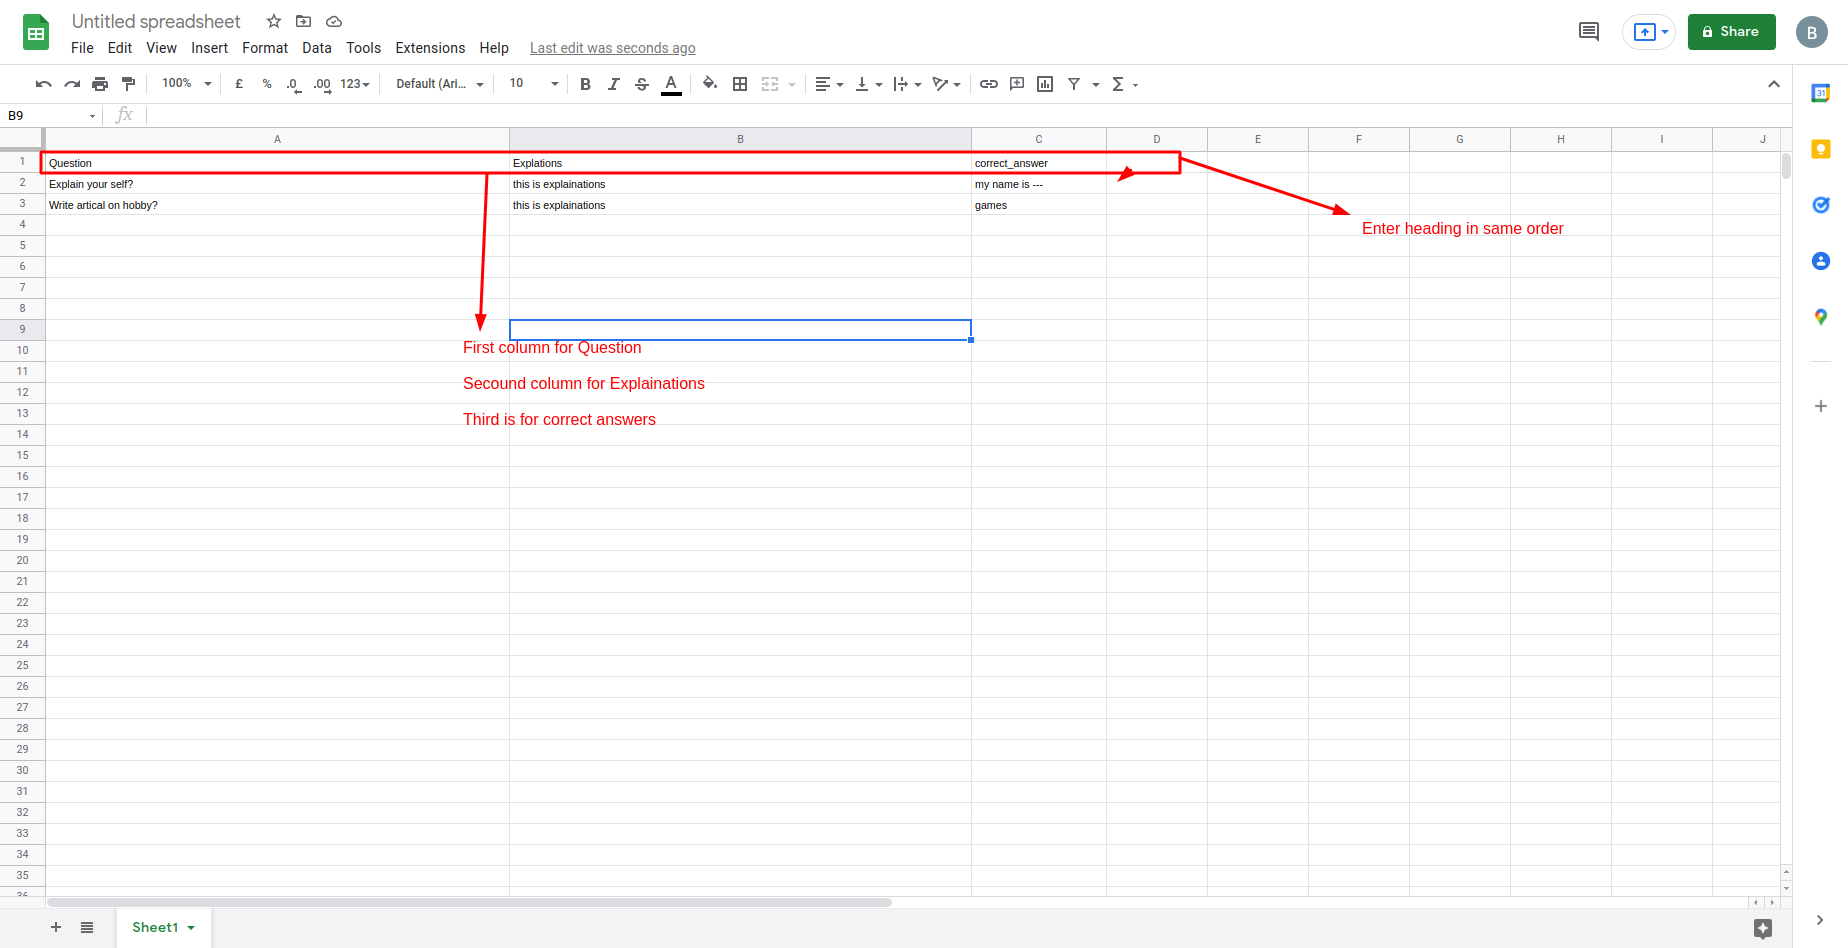 Untitled spreadsheet
File Edit View Insert Format Data Tools Extensions Help Last edit was seconds ago
Share
B
100% £ % .0 .00 123 Default (Ari... 10 B I S A
31
B9 fx
A B C D E F G H I J
1 Question Explations correct_answer
2 Explain your self? this is explainations my name is ---
3 Write artical on hobby? this is explainations games
4
Enter heading in same order
5
6
7
8
9
10
First column for Question
11
12
Secound column for Explainations
13
Third is for correct answers
14
15
16
17
18
19
20
21
22
23
24
25
26
27
28
29
30
31
32
33
34
35
36
Sheet1